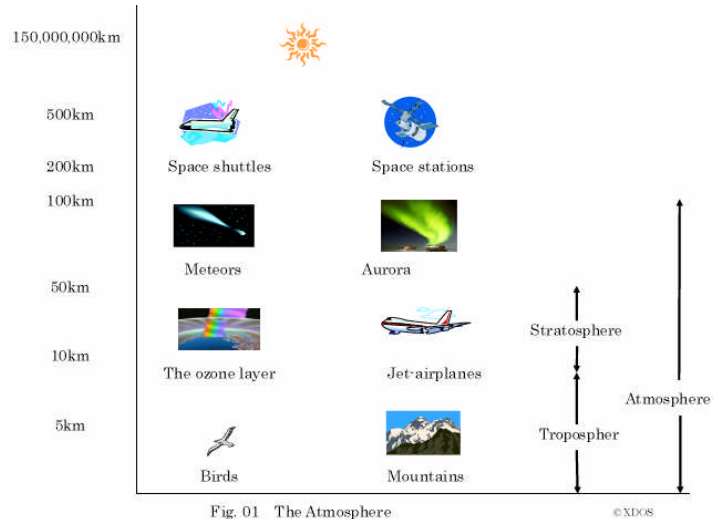 150,000,000km
500km
Space shuttles Space stations
200km
100km
Meteors Aurora
50km
Stratosphere
10km
The ozone layer Jet-airplanes
Atmosphere
5km
Tropospher
Birds Mountains
Fig. 01 The Atmosphere
©XDOS